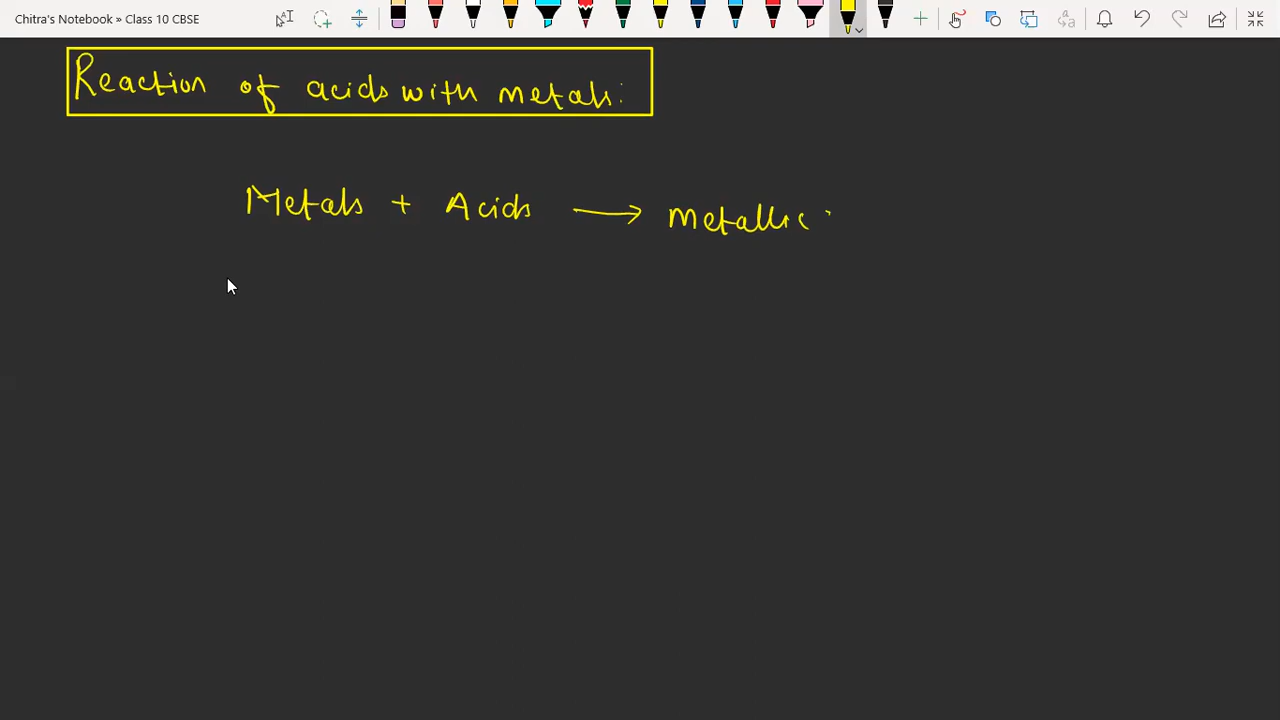 Chitra's Notebook » Class 10 CBSE
Reaction of acids with metals:
Metals + Acids ⟶ Metallic